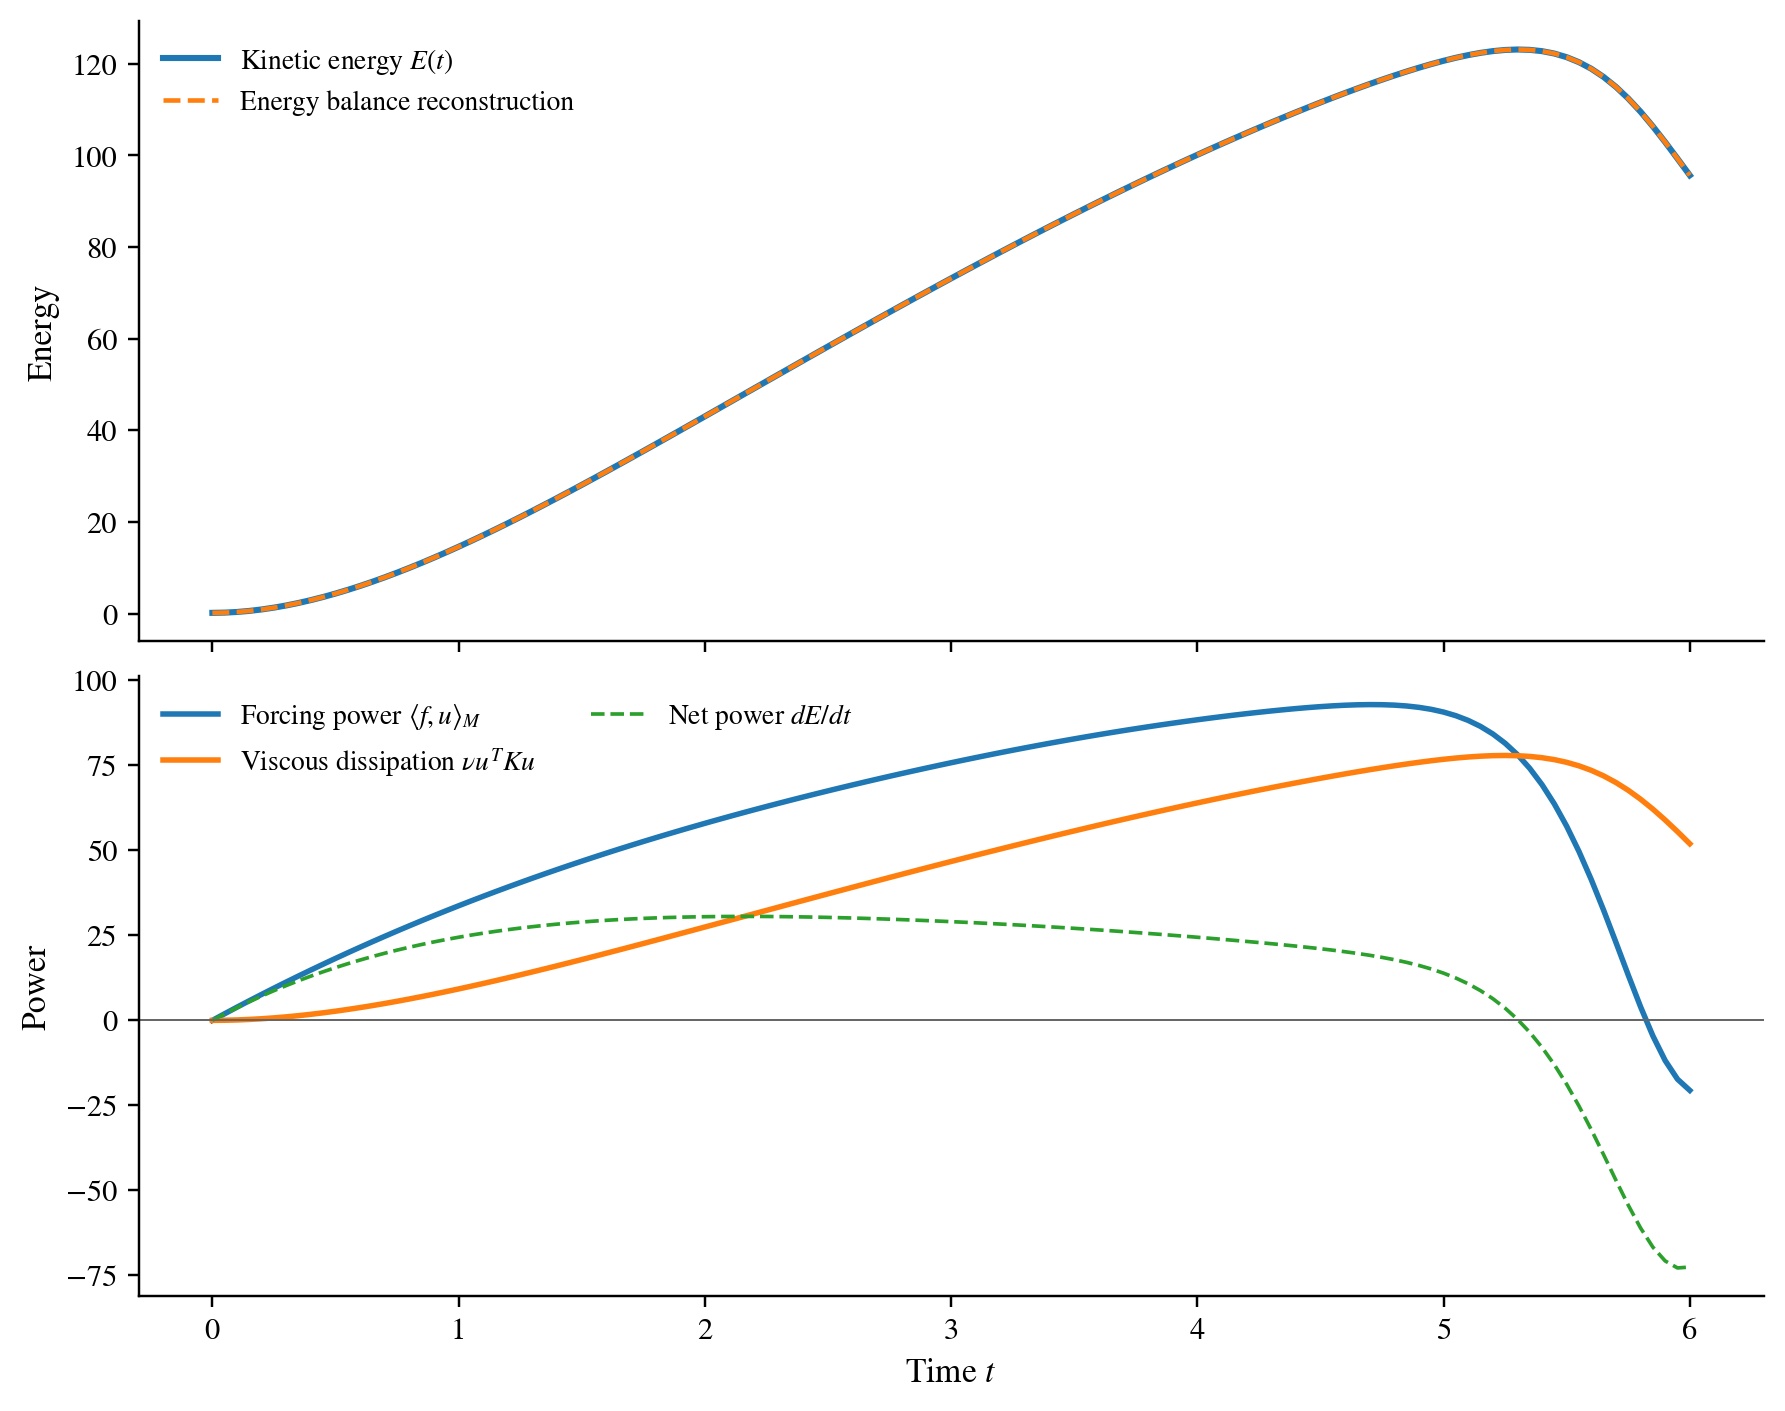 Kinetic energy E(t)
Energy balance reconstruction
120
100
80
60
40
20
0
Energy
Forcing power ⟨f, u⟩_M
Viscous dissipation νu^T Ku
Net power dE/dt
100
75
50
25
0
−25
−50
−75
Power
0 1 2 3 4 5 6
Time t